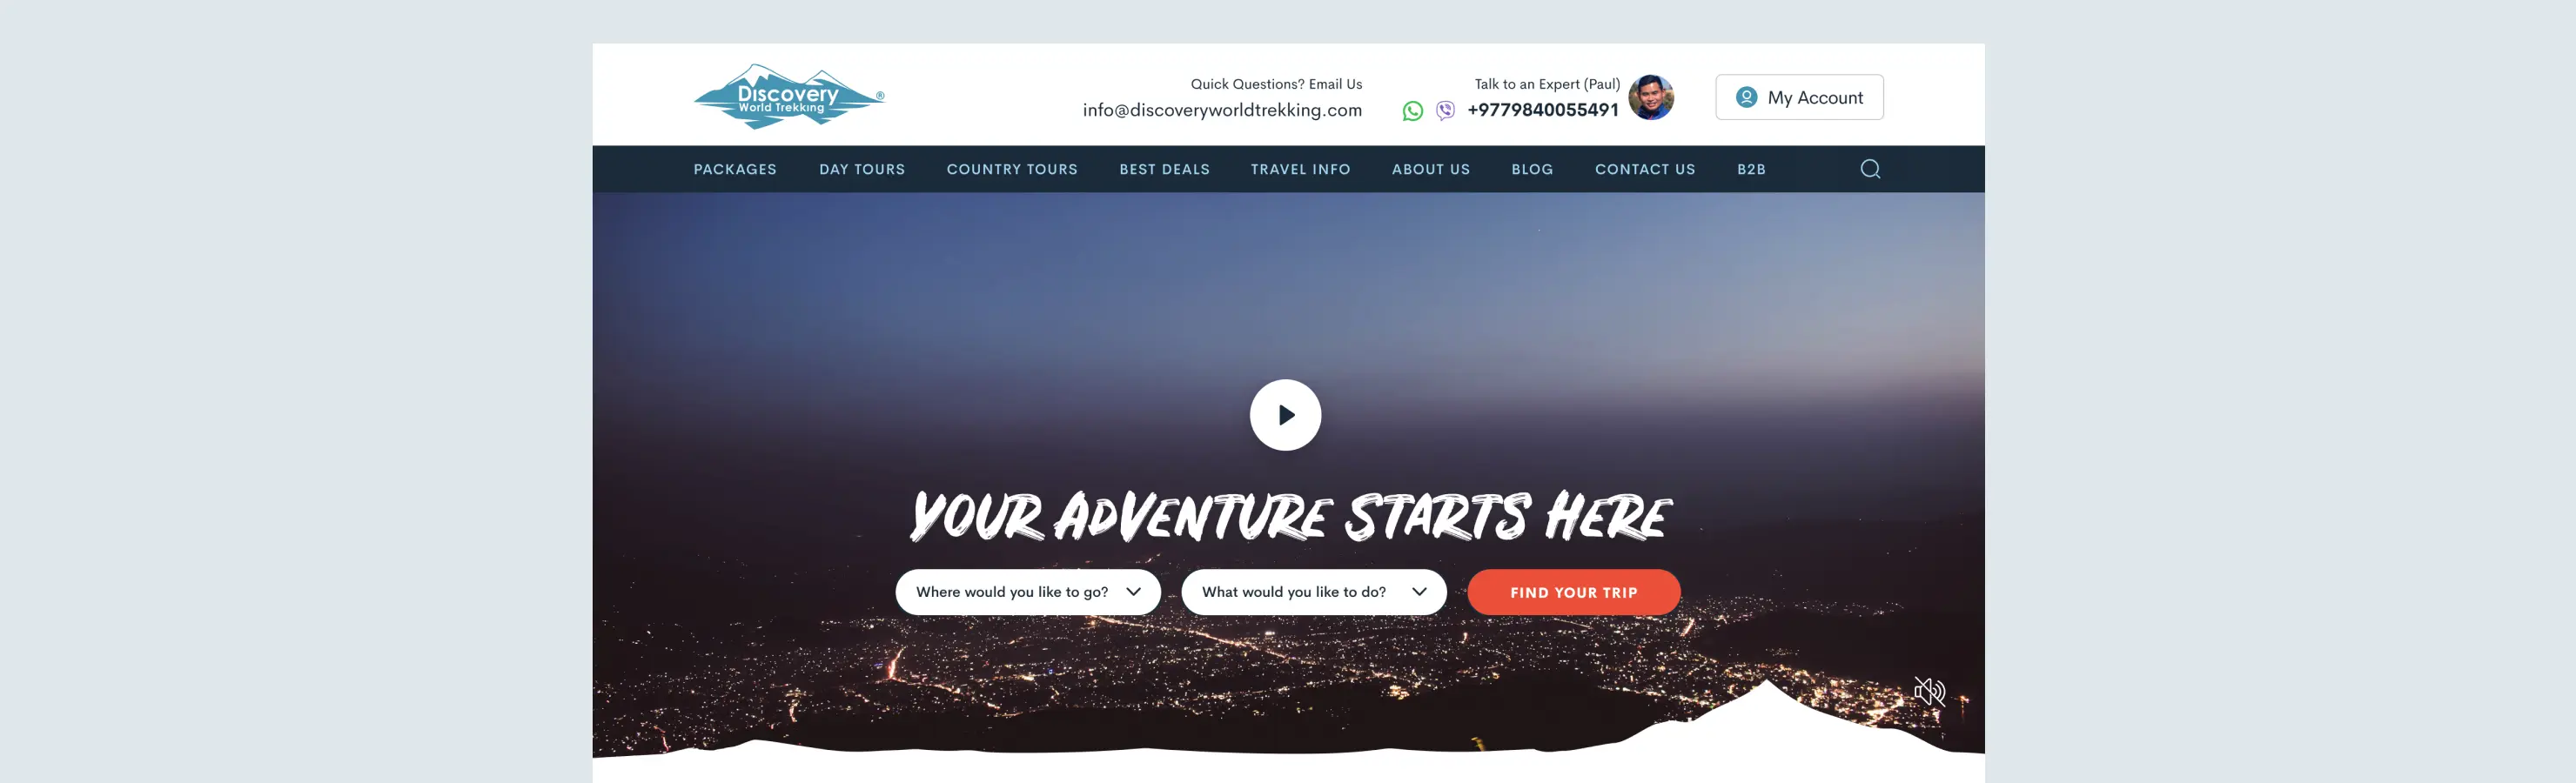 Discovery
World Trekking
®
Quick Questions? Email Us
info@discoveryworldtrekking.com
Talk to an Expert (Paul)
+9779840055491
My Account
PACKAGES
DAY TOURS
COUNTRY TOURS
BEST DEALS
TRAVEL INFO
ABOUT US
BLOG
CONTACT US
B2B
YOUR ADVENTURE STARTS HERE
Where would you like to go?
What would you like to do?
FIND YOUR TRIP